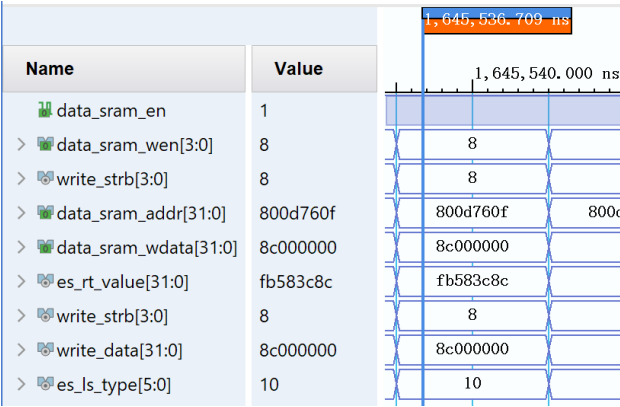 1,645,536.709 ns
Name Value 1,645,540.000 ns
data_sram_en 1
data_sram_wen[3:0] 8 8
write_strb[3:0] 8 8
data_sram_addr[31:0] 800d760f 800d760f 800
data_sram_wdata[31:0] 8c000000 8c000000
es_rt_value[31:0] fb583c8c fb583c8c
write_strb[3:0] 8 8
write_data[31:0] 8c000000 8c000000
es_ls_type[5:0] 10 10